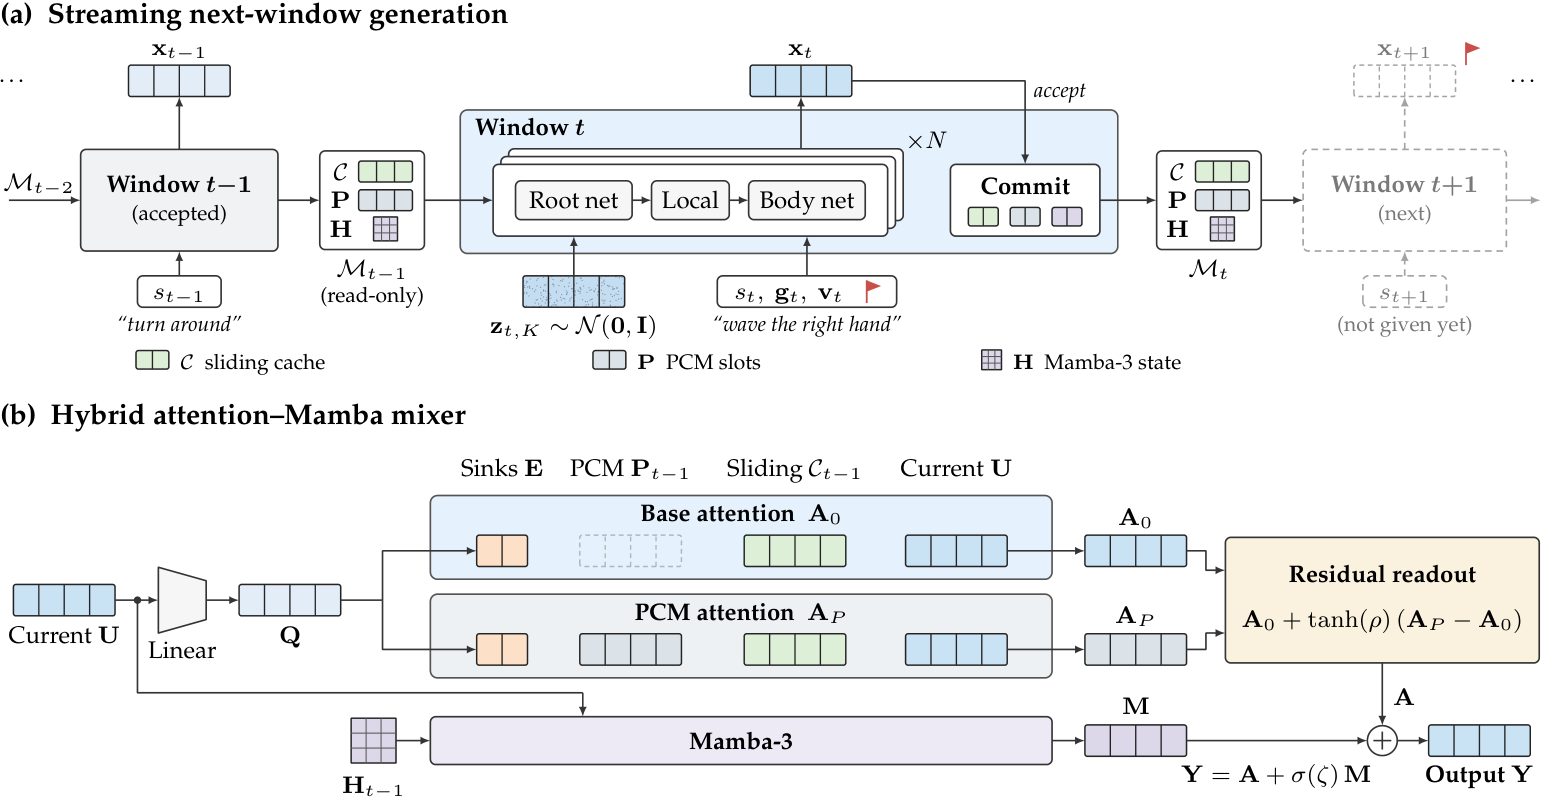 (a) Streaming next-window generation
x_{t−1}
x_t
x_{t+1}
...
...
accept
Window t
×N
M_{t−2}
Window t−1
(accepted)
C
P
H
Root net
Local
Body net
Commit
C
P
H
Window t+1
(next)
M_{t−1}
(read-only)
M_t
s_{t−1}
"turn around"
z_{t,K} ∼ N(0, I)
s_t, g_t, v_t
"wave the right hand"
s_{t+1}
(not given yet)
C sliding cache
P PCM slots
H Mamba-3 state
(b) Hybrid attention–Mamba mixer
Sinks E
PCM P_{t−1}
Sliding C_{t−1}
Current U
Base attention A_0
A_0
Current U
Linear
Q
PCM attention A_P
A_P
Residual readout
A_0 + tanh(ρ) (A_P − A_0)
A
H_{t−1}
Mamba-3
M
+
Y = A + σ(ζ) M
Output Y